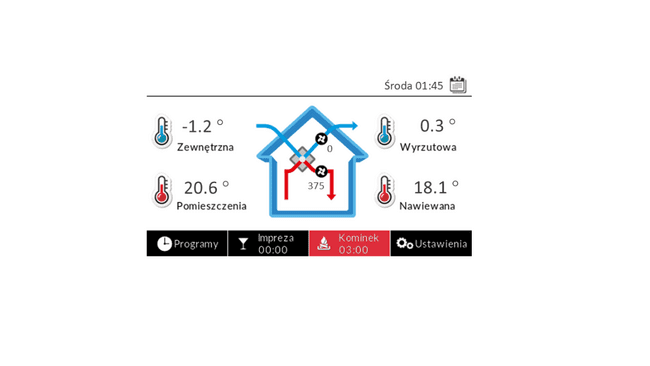 Środa 01:45
-1.2 °
Zewnętrzna
0.3 °
Wyrzutowa
0
375
20.6 °
Pomieszczenia
18.1 °
Nawiewana
Programy
Impreza
00:00
Kominek
03:00
Ustawienia